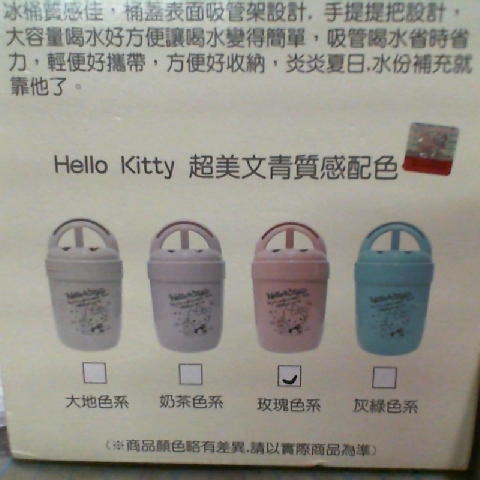 冰桶質感佳，桶蓋表面吸管架設計，手提提把設計，
大容量喝水好方便讓喝水變得簡單，吸管喝水省時省
力，輕便好攜帶，方便好收納，炎炎夏日.水份補充就
靠他了。
Hello Kitty 超美文青質感配色
大地色系 奶茶色系 玫瑰色系 灰綠色系
（※商品顏色略有差異.請以實際商品為準）